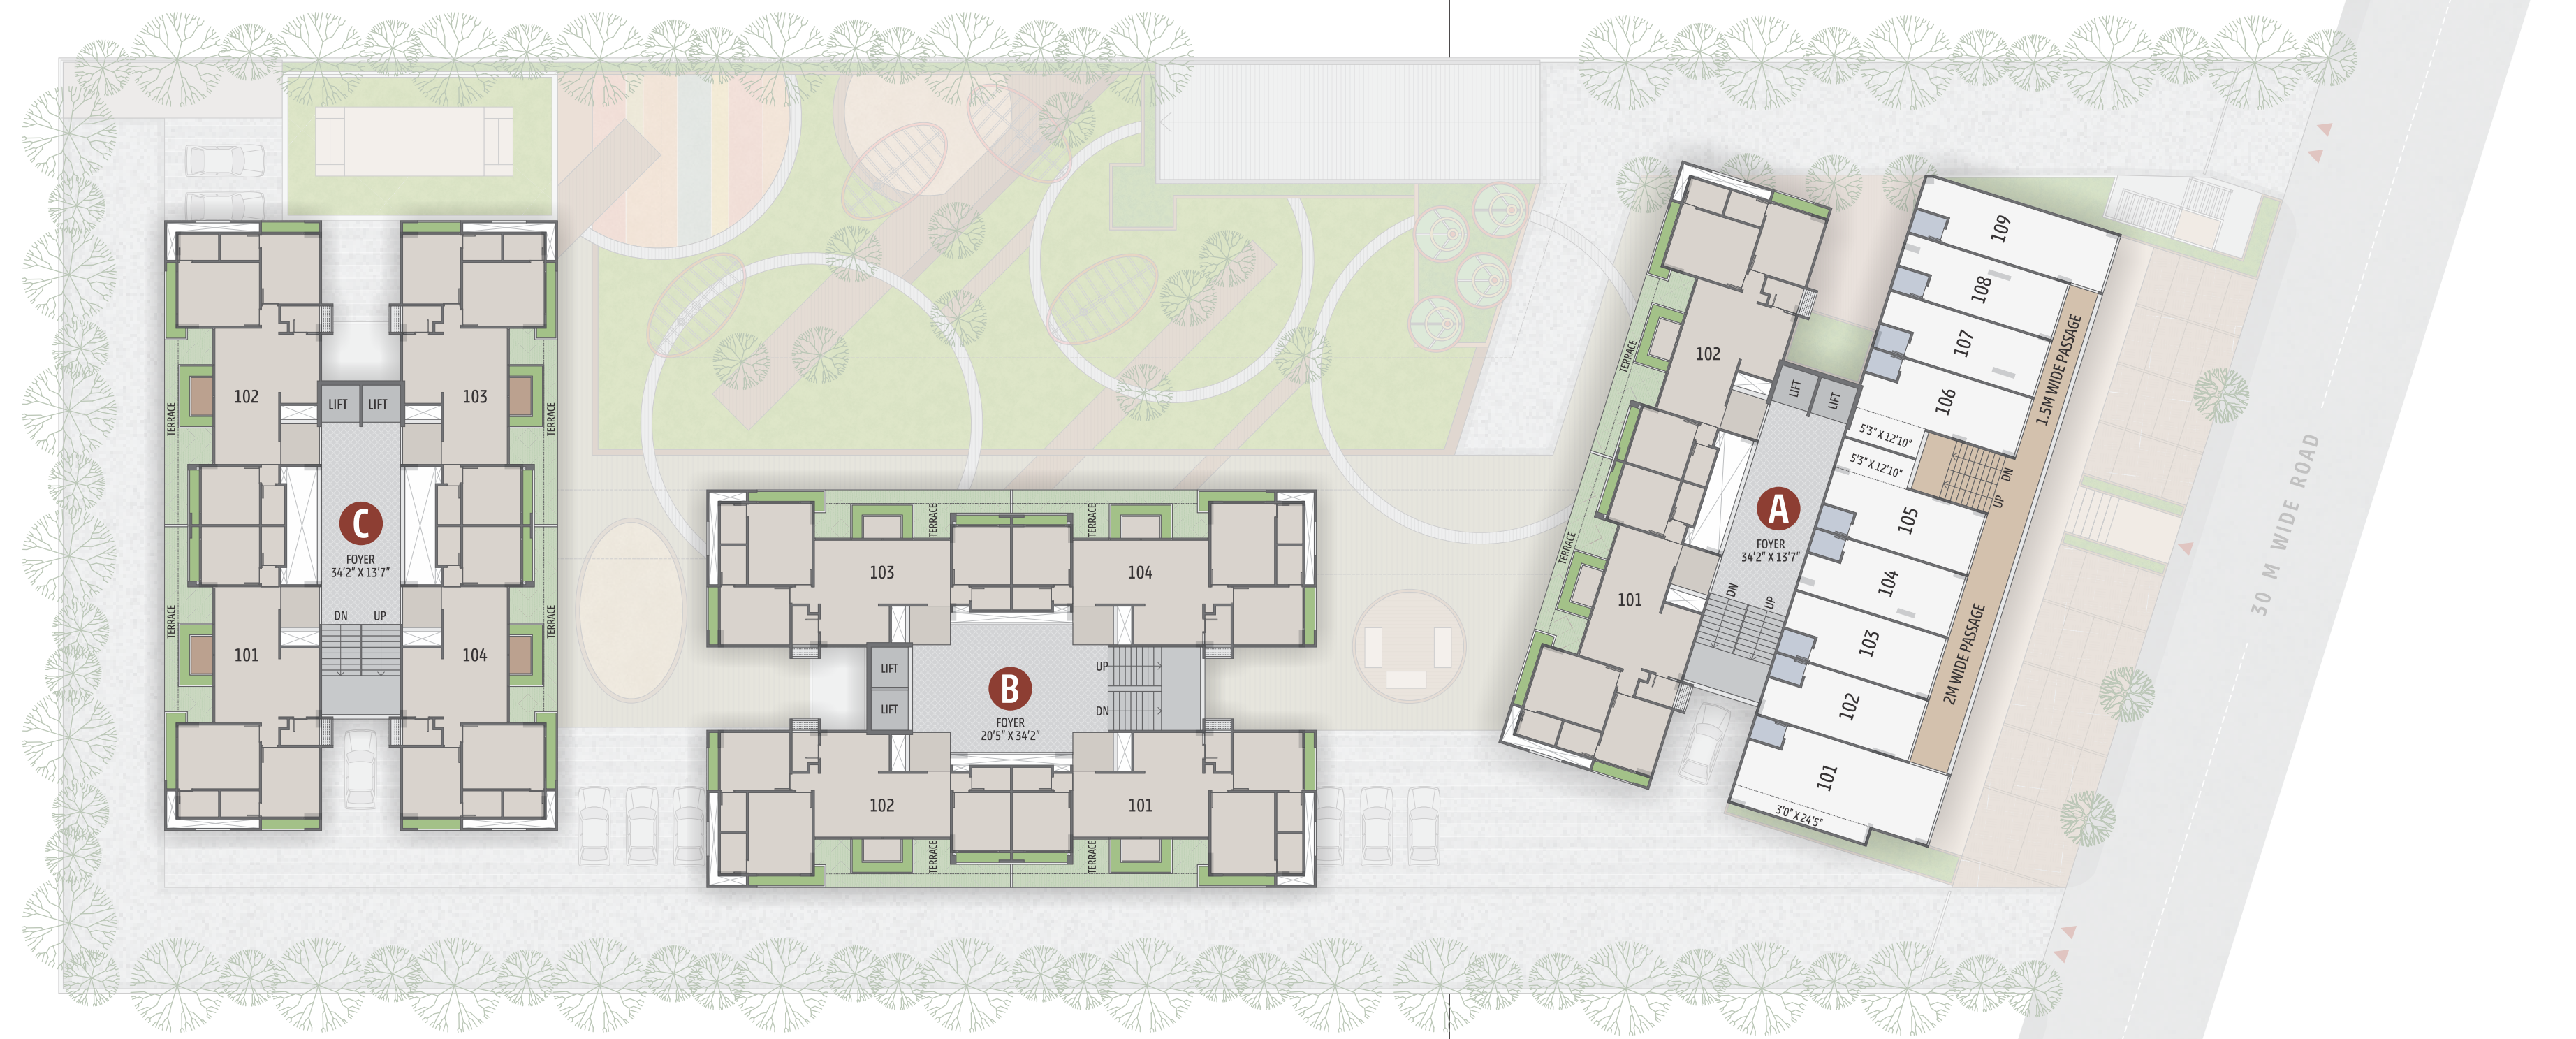 102
LIFT
LIFT
103
TERRACE
TERRACE
C
FOYER
34'2" X 13'7"
DN
UP
TERRACE
TERRACE
101
104
103
TERRACE
TERRACE
104
LIFT
LIFT
UP
DN
B
FOYER
20'5" X 34'2"
102
TERRACE
TERRACE
101
TERRACE
102
LIFT
LIFT
A
FOYER
34'2" X 13'7"
TERRACE
101
DN
UP
109
108
107
106
5'3" X 12'10"
5'3" X 12'10"
DN
UP
105
104
103
102
101
3'0" X 24'5"
1.5M WIDE PASSAGE
2M WIDE PASSAGE
30 M WIDE ROAD